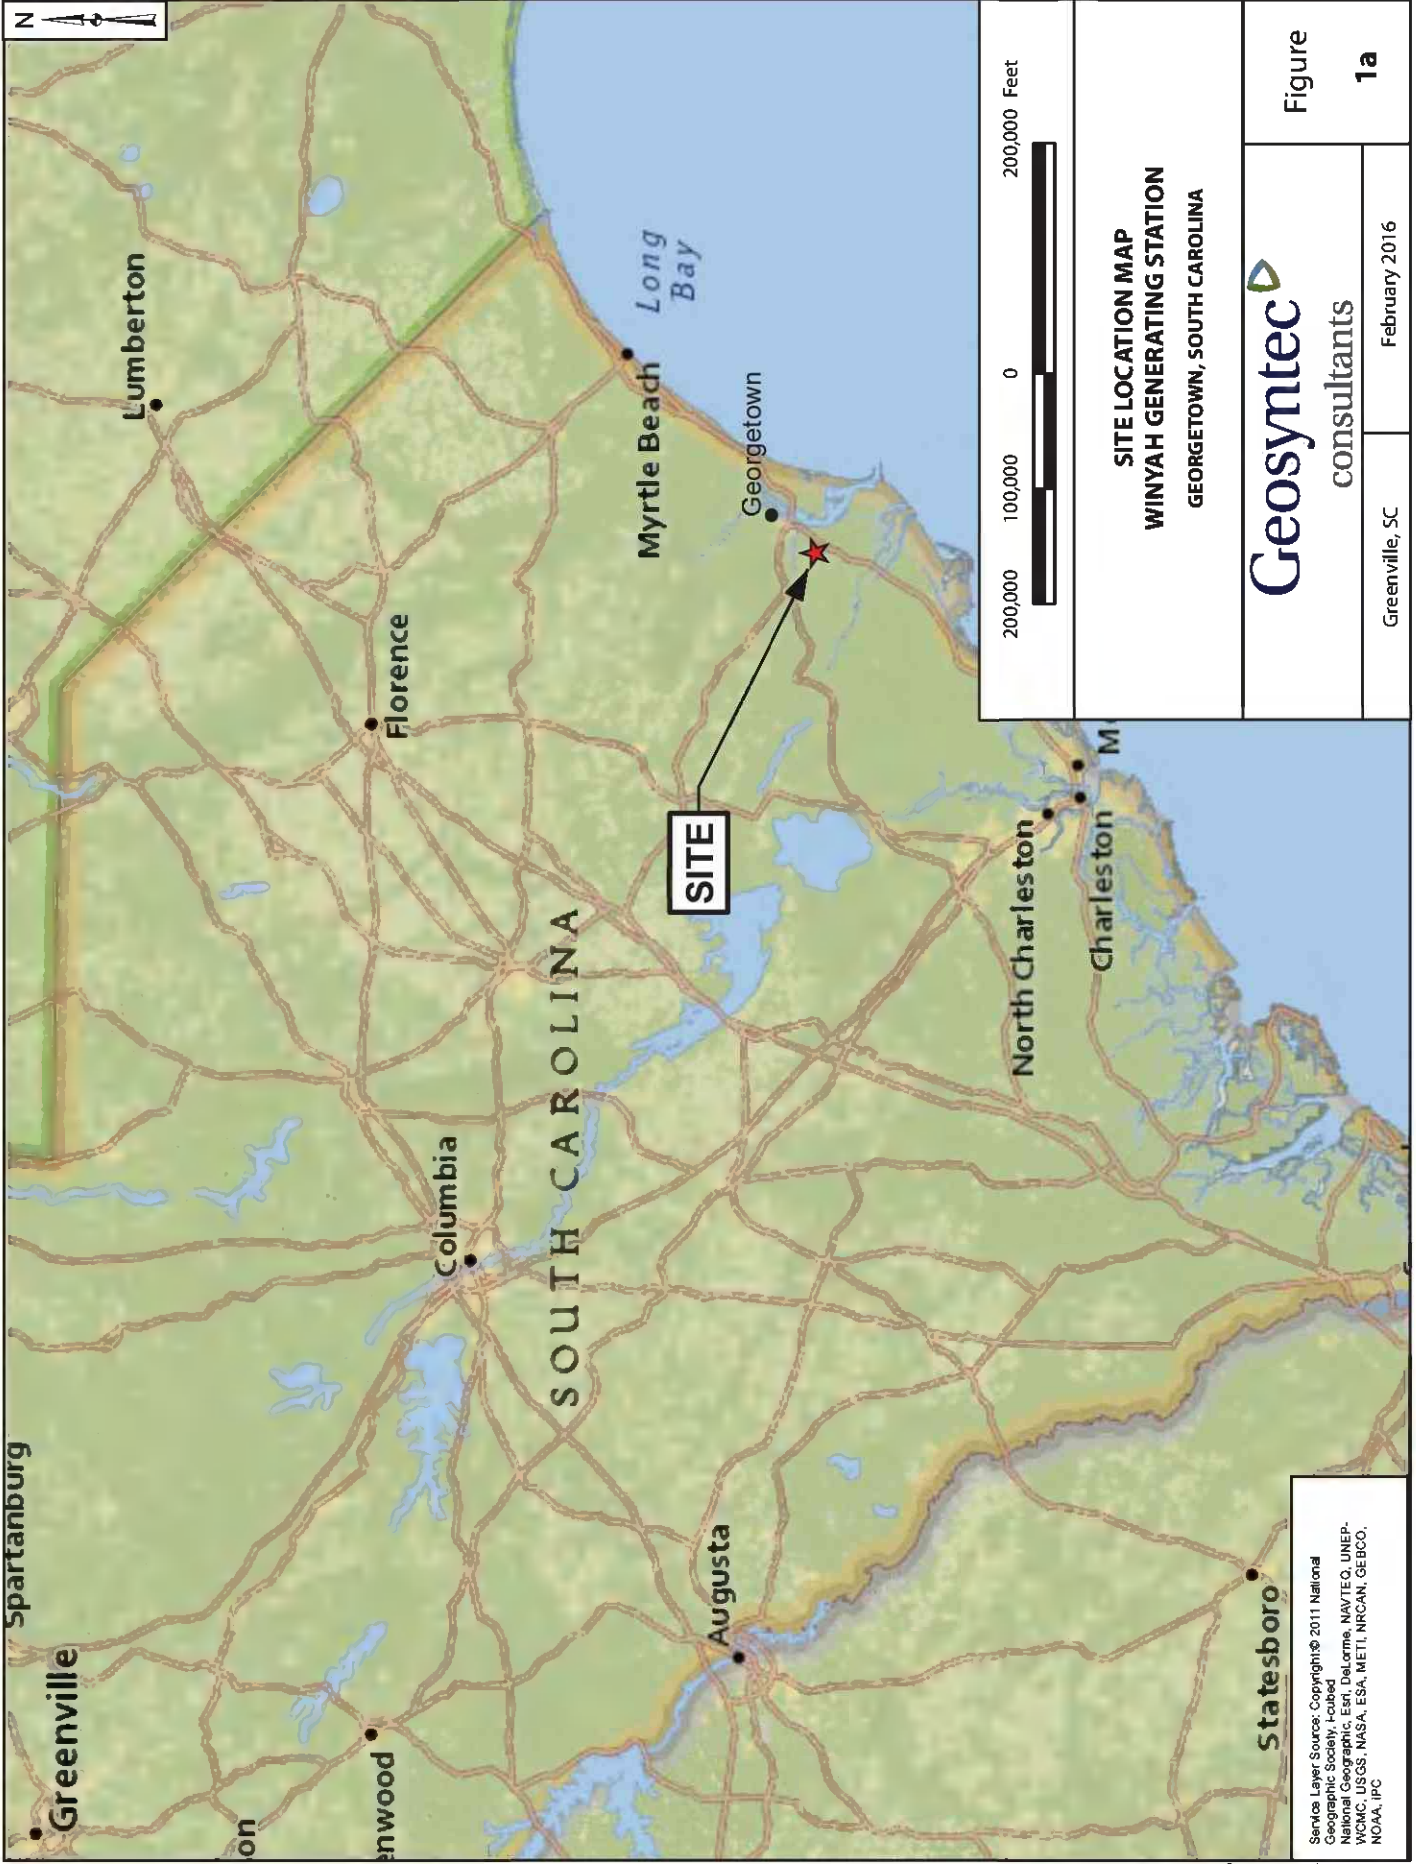 N
Spartanburg
Greenville
on
enwood
Lumberton
Florence
Columbia
SOUTH CAROLINA
Long
Bay
Myrtle Beach
Georgetown
SITE
Augusta
North Charleston
Charleston
M
Statesboro
200,000 100,000 0 200,000 Feet
SITE LOCATION MAP
WINYAH GENERATING STATION
GEORGETOWN, SOUTH CAROLINA
Geosyntec
consultants
Figure
1a
Greenville, SC
February 2016
Service Layer Source: Copyright:© 2011 National
Geographic Society, i-cubed
National Geographic, Esri, DeLorme, NAVTEQ, UNEP-
WCMC, USGS, NASA, ESA, METI, NRCAN, GEBCO,
NOAA, iPC